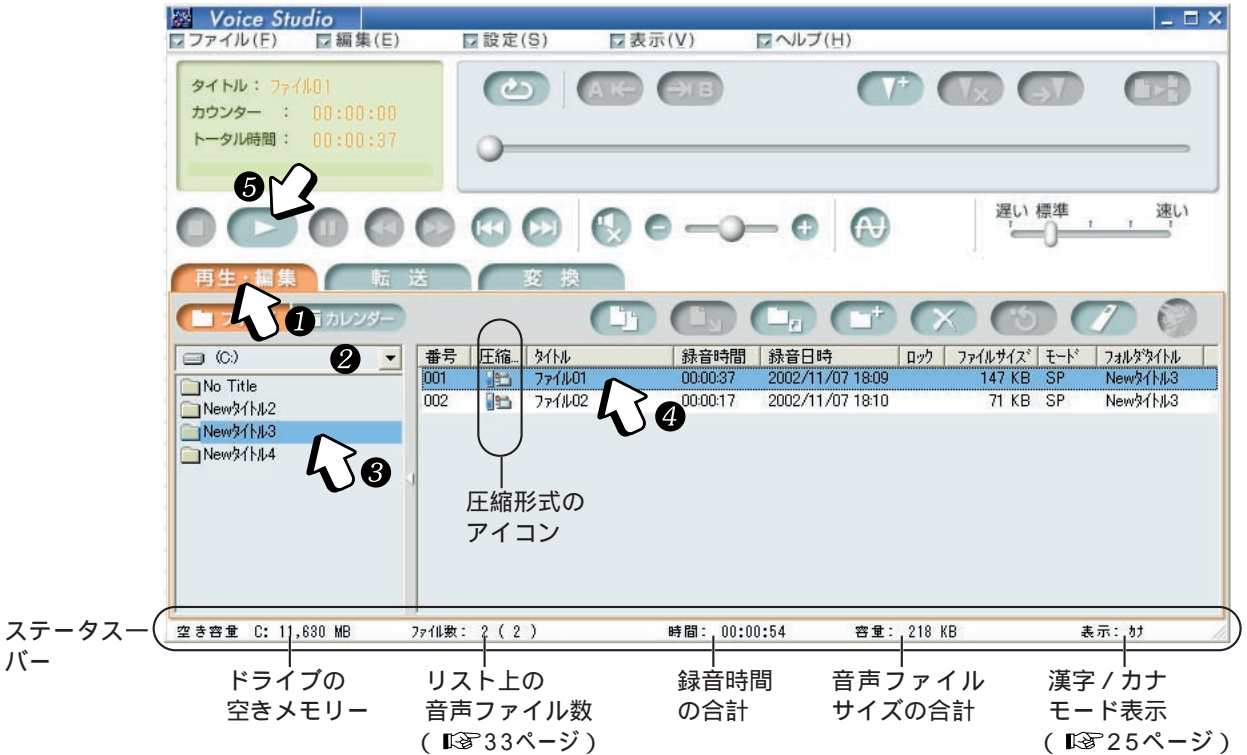 Voice Studio
ファイル(F) 編集(E) 設定(S) 表示(V) ヘルプ(H)
タイトル： ファイル01
カウンター ： 00:00:00
トータル時間： 00:00:37
A B
❺
遅い 標準 速い
再生・編集 転 送 変 換
❶ カレンダー
(C:) ❷
番号 圧縮... タイトル 録音時間 録音日時 ロック ファイルサイズ モード フォルダタイトル
001 ファイル01 00:00:37 2002/11/07 18:09 147 KB SP Newタイトル3
002 ファイル02 00:00:17 2002/11/07 18:10 71 KB SP Newタイトル3
❹
No Title
Newタイトル2
Newタイトル3
Newタイトル4
❸
圧縮形式の
アイコン
ステータス
バー
空き容量 C: 11,630 MB ファイル数： 2 ( 2 ) 時間： 00:00:54 容量： 218 KB 表示：カナ
ドライブの
空きメモリー
リスト上の
音声ファイル数
(☞33ページ)
録音時間
の合計
音声ファイル
サイズの合計
漢字 / カナ
モード表示
(☞25ページ)